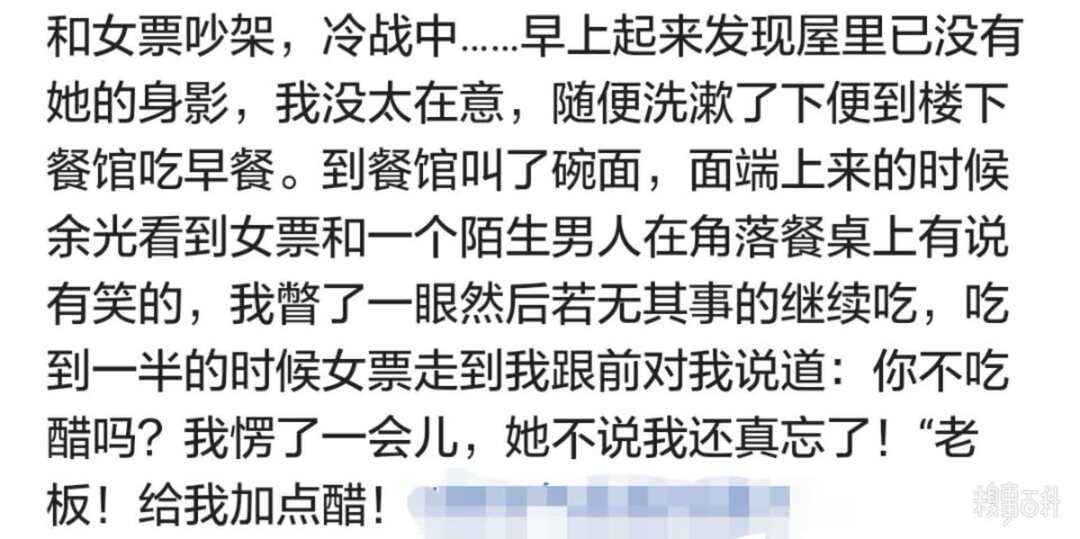 和女票吵架，冷战中……早上起来发现屋里已没有
她的身影，我没太在意，随便洗漱了下便到楼下
餐馆吃早餐。到餐馆叫了碗面，面端上来的时候
余光看到女票和一个陌生男人在角落餐桌上有说
有笑的，我瞥了一眼然后若无其事的继续吃，吃
到一半的时候女票走到我跟前对我说道：你不吃
醋吗？我愣了一会儿，她不说我还真忘了！“老
板！给我加点醋！
糗事百科